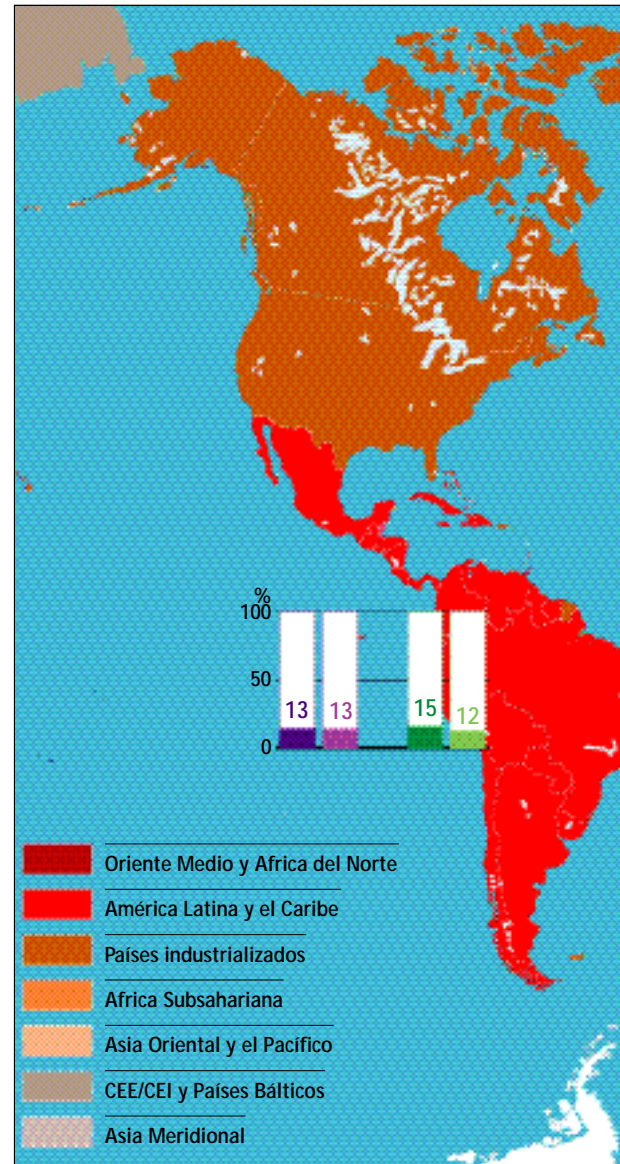 %
100
50
0
13 13 15 12
Oriente Medio y Africa del Norte
América Latina y el Caribe
Países industrializados
Africa Subsahariana
Asia Oriental y el Pacífico
CEE/CEI y Países Bálticos
Asia Meridional